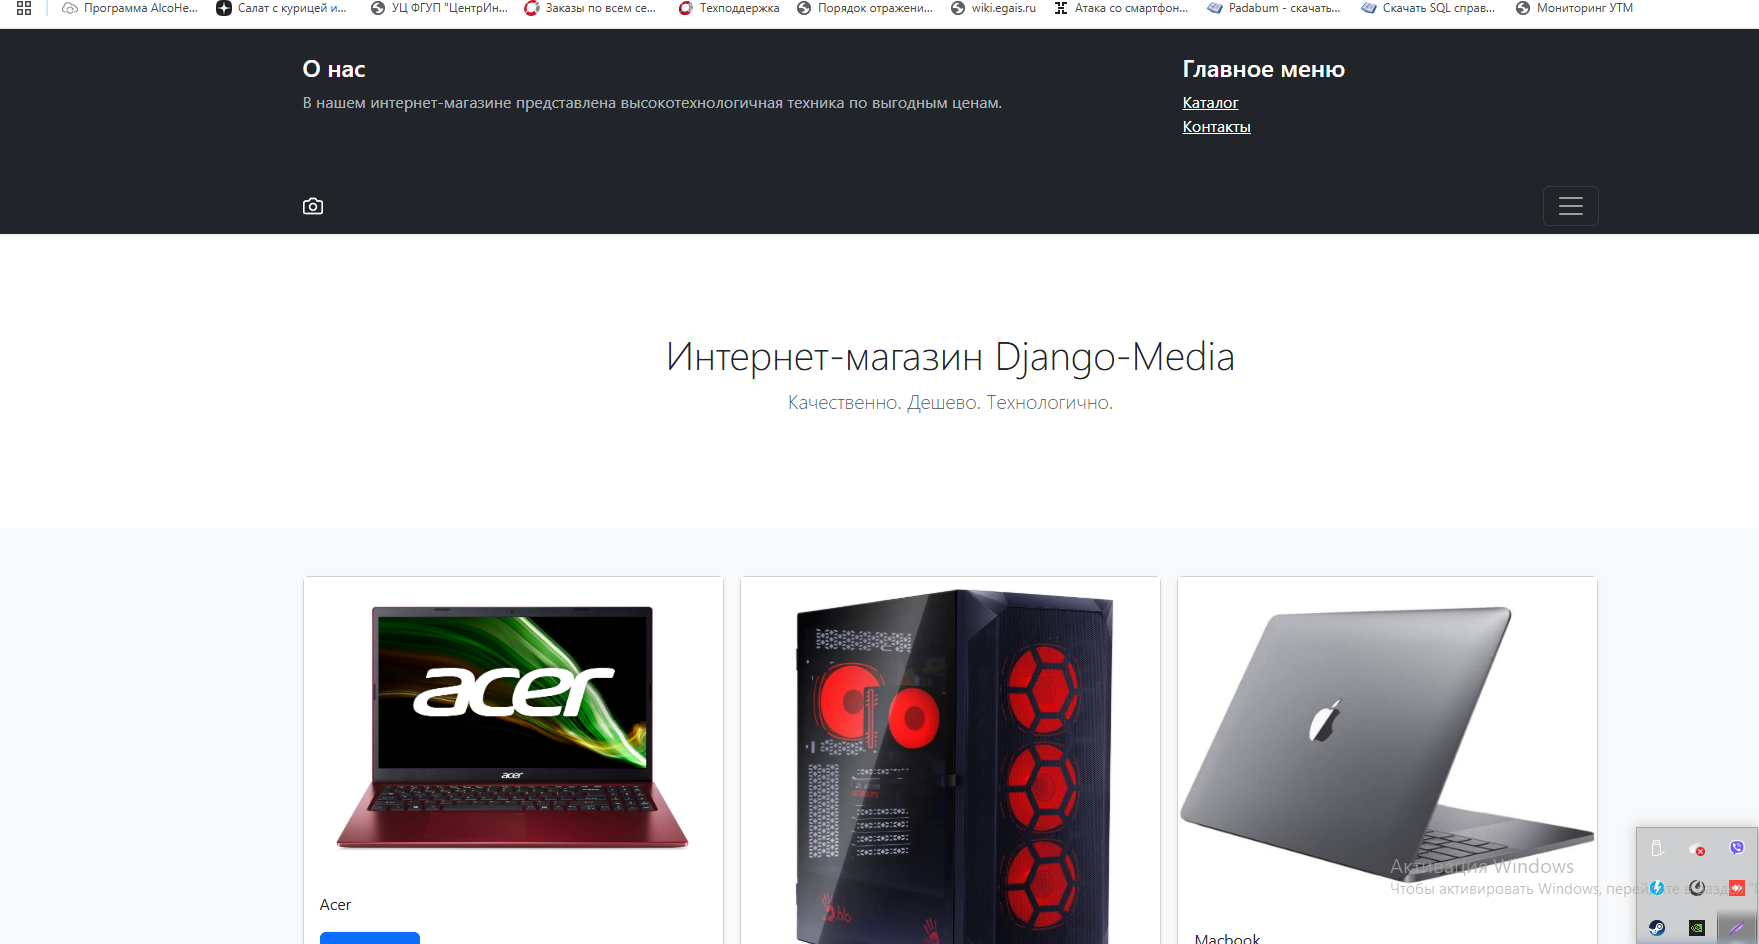 Программа AlcoHe... Салат с курицей и... УЦ ФГУП "ЦентрИн... Заказы по всем се... Техподдержка Порядок отражени... wiki.egais.ru Атака со смартфон... Padabum - скачать... Скачать SQL справ... Мониторинг УТМ
О нас
В нашем интернет-магазине представлена высокотехнологичная техника по выгодным ценам.
Главное меню
Каталог
Контакты
Интернет-магазин Django-Media
Качественно. Дешево. Технологично.
acer
acer
Acer
Macbook
Активация Windows
Чтобы активировать Windows, перейдите в раздел "